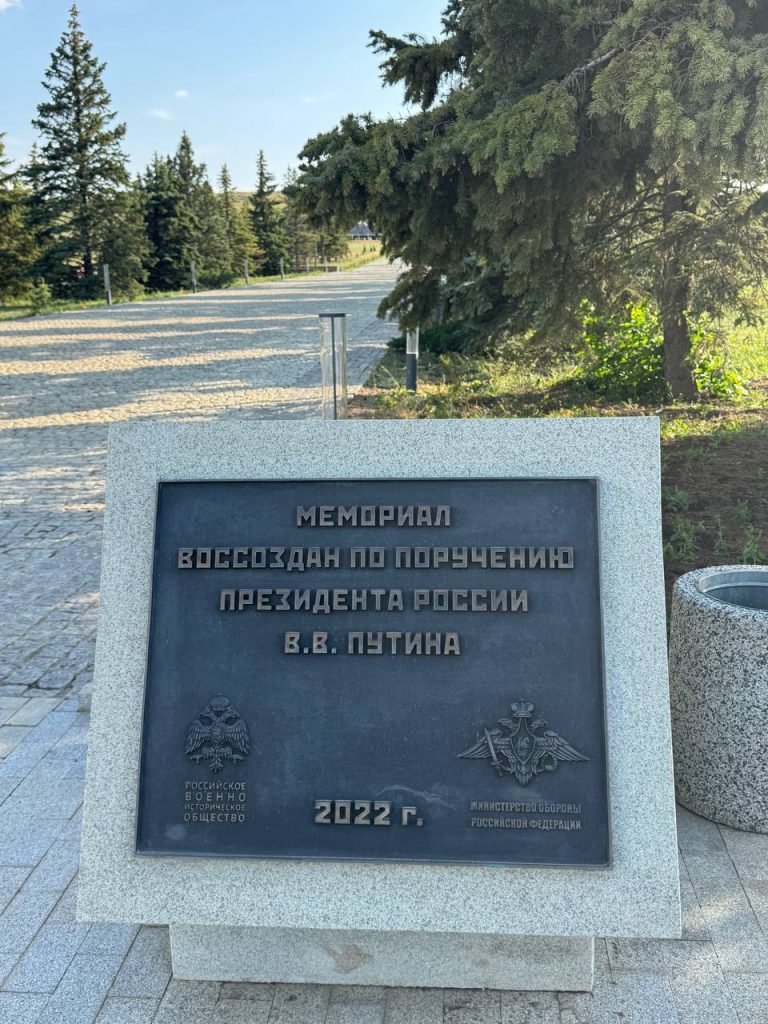 МЕМОРИАЛ
ВОССОЗДАН ПО ПОРУЧЕНИЮ
ПРЕЗИДЕНТА РОССИИ
В.В. ПУТИНА
РОССИЙСКОЕ
ВОЕННО
ИСТОРИЧЕСКОЕ
ОБЩЕСТВО
2022 г.
МИНИСТЕРСТВО ОБОРОНЫ
РОССИЙСКОЙ ФЕДЕРАЦИИ